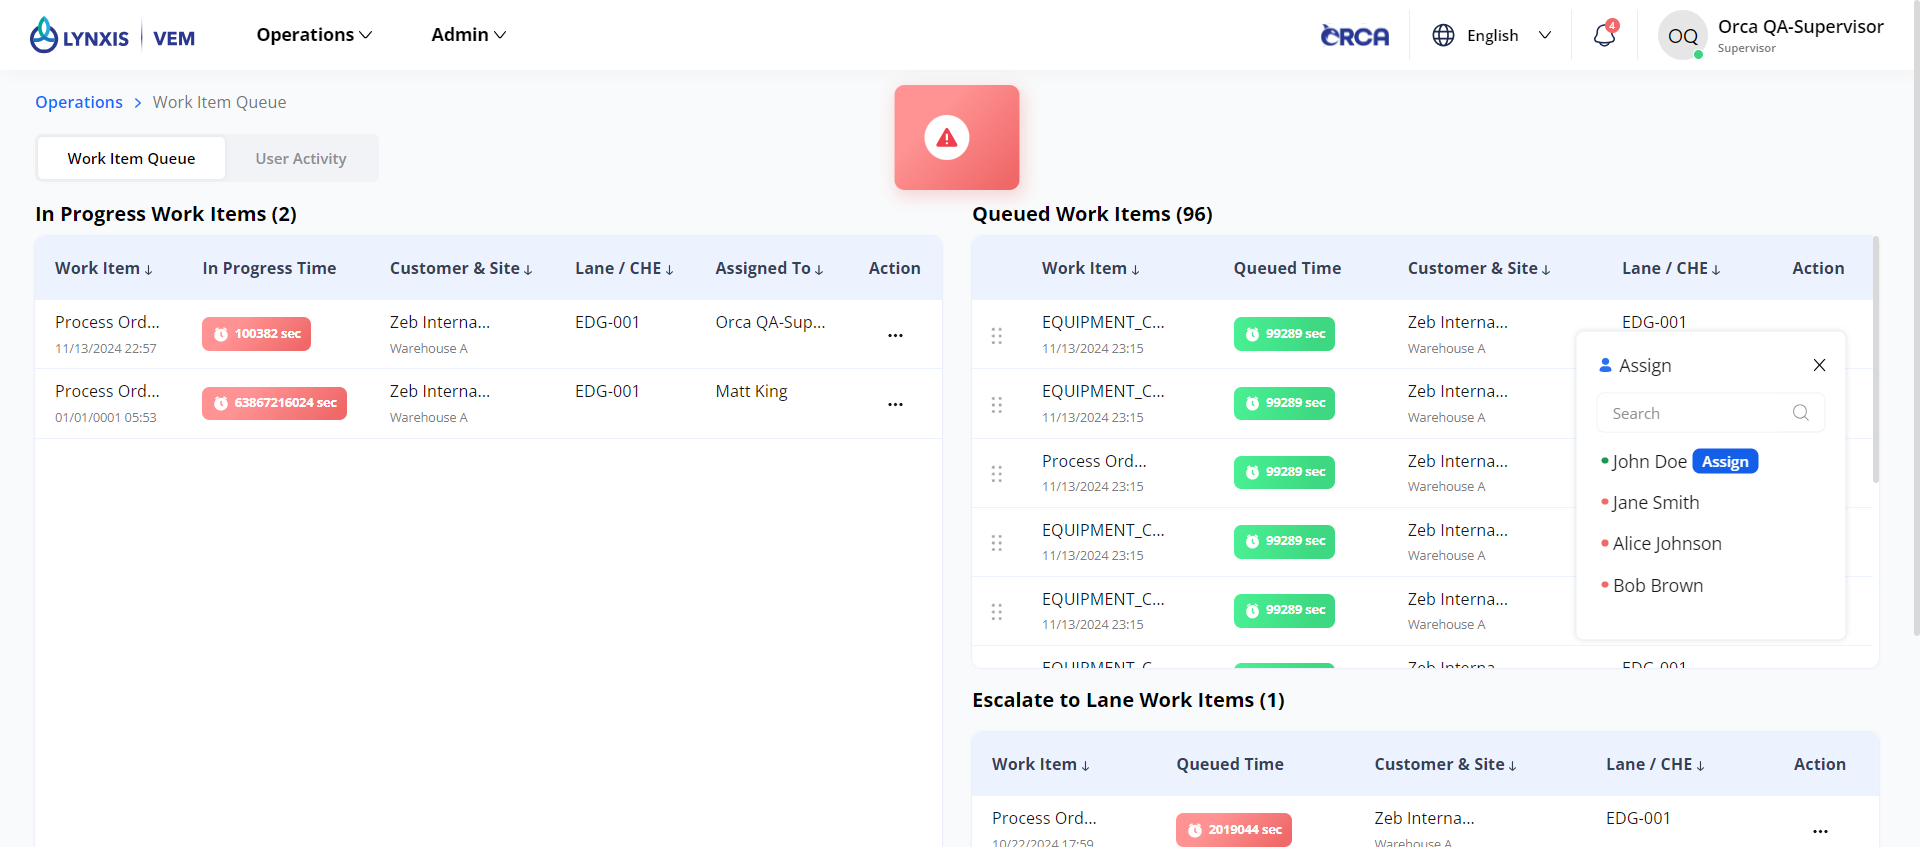 LYNXIS VEM Operations Admin ORCA English 4 OQ Orca QA-Supervisor
Supervisor
Operations > Work Item Queue
Work Item Queue User Activity
In Progress Work Items (2)
Work Item ↓ In Progress Time Customer & Site ↓ Lane / CHE ↓ Assigned To ↓ Action
Process Ord... 100382 sec Zeb Interna... EDG-001 Orca QA-Sup... ...
11/13/2024 22:57 Warehouse A
Process Ord... 63867216024 sec Zeb Interna... EDG-001 Matt King ...
01/01/0001 05:53 Warehouse A
Queued Work Items (96)
Work Item ↓ Queued Time Customer & Site ↓ Lane / CHE ↓ Action
EQUIPMENT_C... 99289 sec Zeb Interna... EDG-001
11/13/2024 23:15 Warehouse A
EQUIPMENT_C... 99289 sec Zeb Interna...
11/13/2024 23:15 Warehouse A
Process Ord... 99289 sec Zeb Interna...
11/13/2024 23:15 Warehouse A
EQUIPMENT_C... 99289 sec Zeb Interna...
11/13/2024 23:15 Warehouse A
EQUIPMENT_C... 99289 sec Zeb Interna...
11/13/2024 23:15 Warehouse A
EQUIPMENT_C Zeb Interna EDG-001
Assign
Search
John Doe Assign
Jane Smith
Alice Johnson
Bob Brown
Escalate to Lane Work Items (1)
Work Item ↓ Queued Time Customer & Site ↓ Lane / CHE ↓ Action
Process Ord... 2019044 sec Zeb Interna... EDG-001 ...
10/22/2024 17:59 Warehouse A